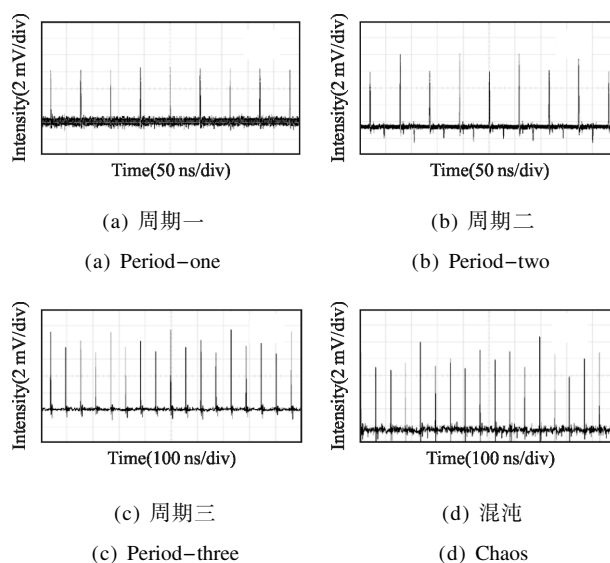 Intensity(2 mV/div)
Time(50 ns/div)
(a) 周期一
(a) Period-one
Intensity(2 mV/div)
Time(50 ns/div)
(b) 周期二
(b) Period-two
Intensity(2 mV/div)
Time(100 ns/div)
(c) 周期三
(c) Period-three
Intensity(2 mV/div)
Time(100 ns/div)
(d) 混沌
(d) Chaos